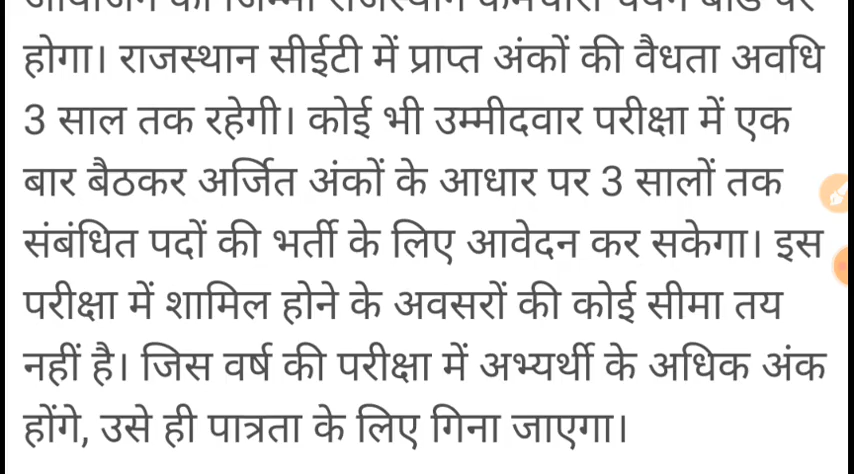 होगा। राजस्थान सीईटी में प्राप्त अंकों की वैधता अवधि
3 साल तक रहेगी। कोई भी उम्मीदवार परीक्षा में एक
बार बैठकर अर्जित अंकों के आधार पर 3 सालों तक
संबंधित पदों की भर्ती के लिए आवेदन कर सकेगा। इस
परीक्षा में शामिल होने के अवसरों की कोई सीमा तय
नहीं है। जिस वर्ष की परीक्षा में अभ्यर्थी के अधिक अंक
होंगे, उसे ही पात्रता के लिए गिना जाएगा।